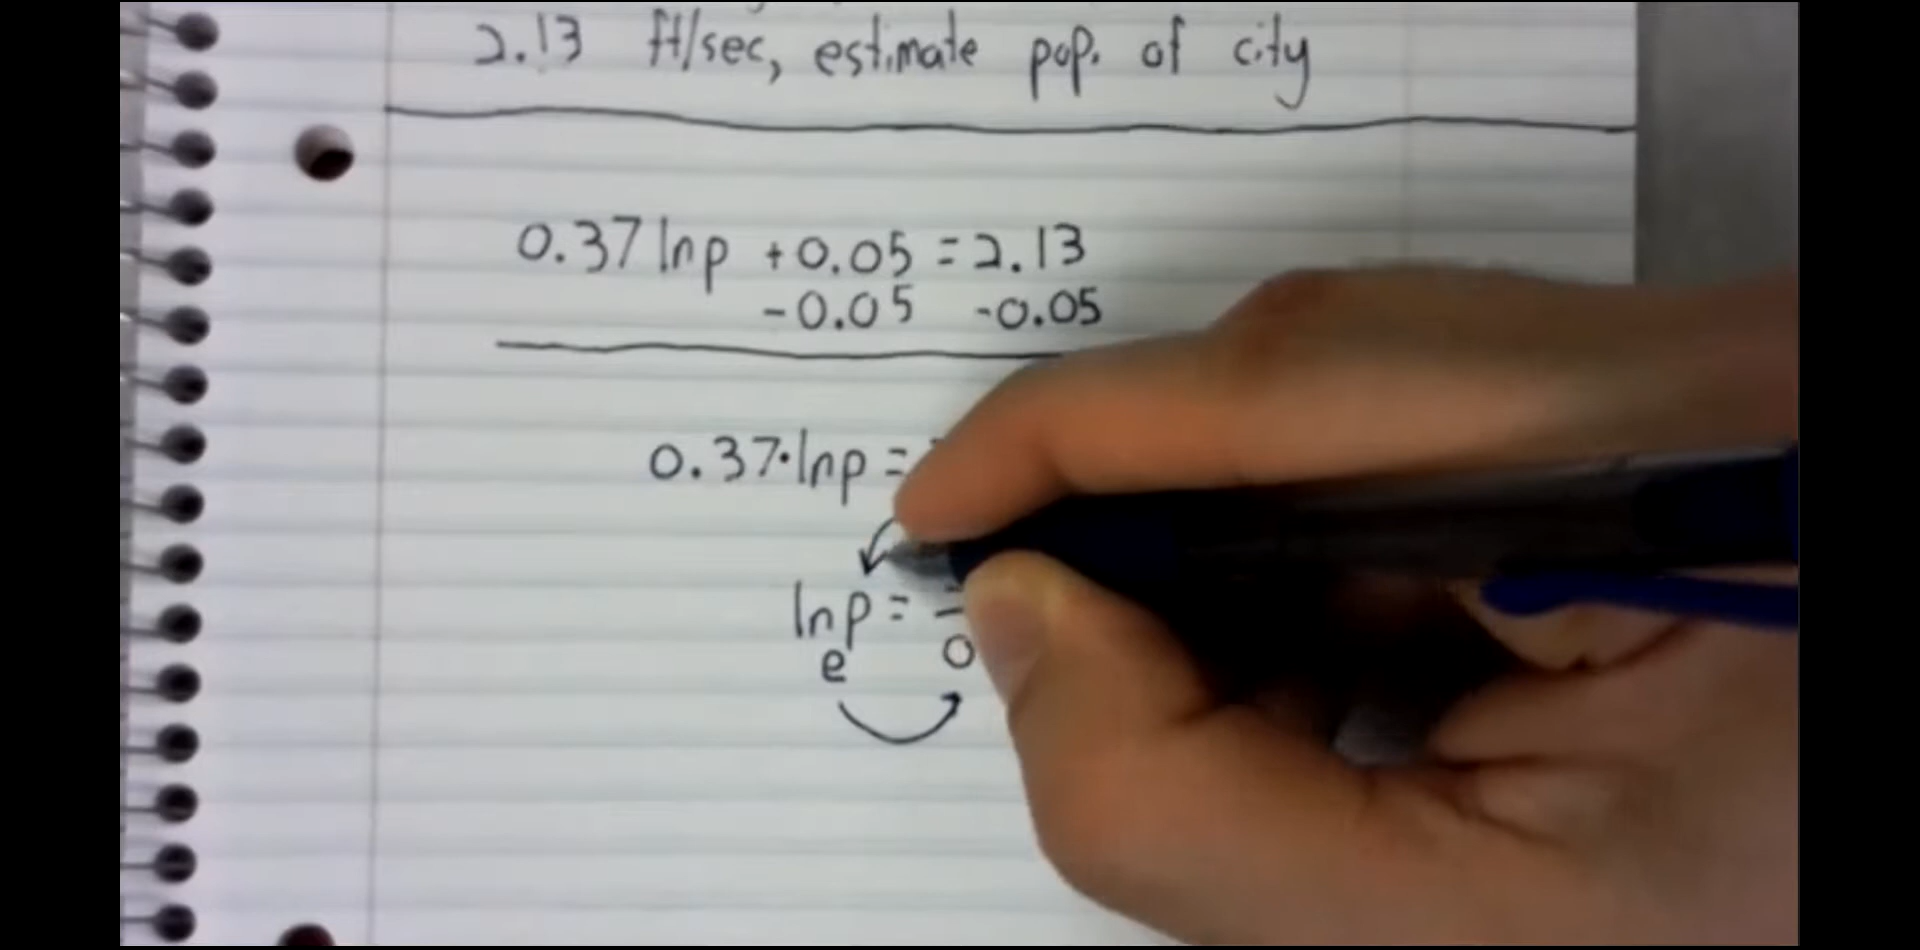 2.13 ft/sec, estimate pop. of city
0.37 ln p + 0.05 = 2.13
- 0.05 - 0.05
0.37 · ln p =
ln p =
e 0